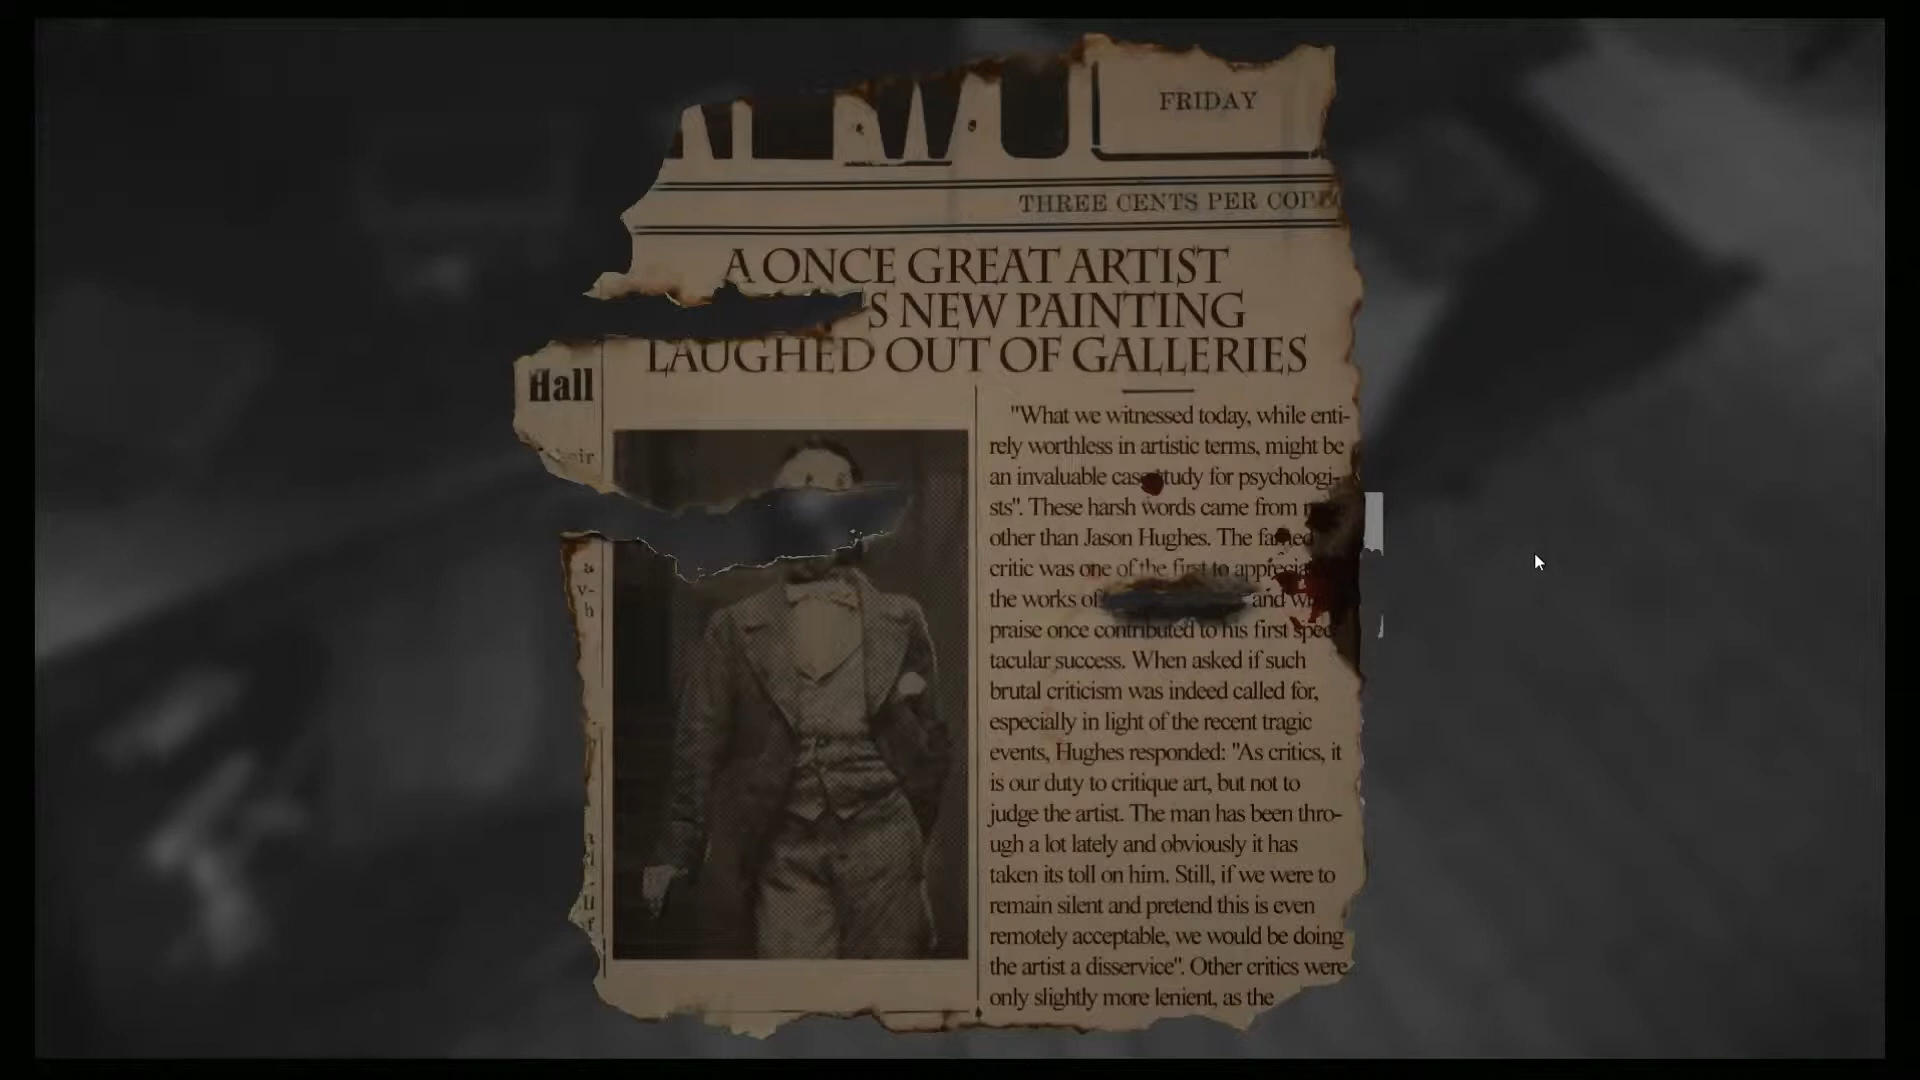 FRIDAY
THREE CENTS PER COP
A ONCE GREAT ARTIST
'S NEW PAINTING
LAUGHED OUT OF GALLERIES
Hall
"What we witnessed today, while enti-
rely worthless in artistic terms, might be
an invaluable case study for psychologi-
sts". These harsh words came from
other than Jason Hughes. The famed
critic was one of the first to apprecia
the works of and
praise once contributed to his first spec
tacular success. When asked if such
brutal criticism was indeed called for,
especially in light of the recent tragic
events, Hughes responded: "As critics, it
is our duty to critique art, but not to
judge the artist. The man has been thro-
ugh a lot lately and obviously it has
taken its toll on him. Still, if we were to
remain silent and pretend this is even
remotely acceptable, we would be doing
the artist a disservice". Other critics were
only slightly more lenient, as the